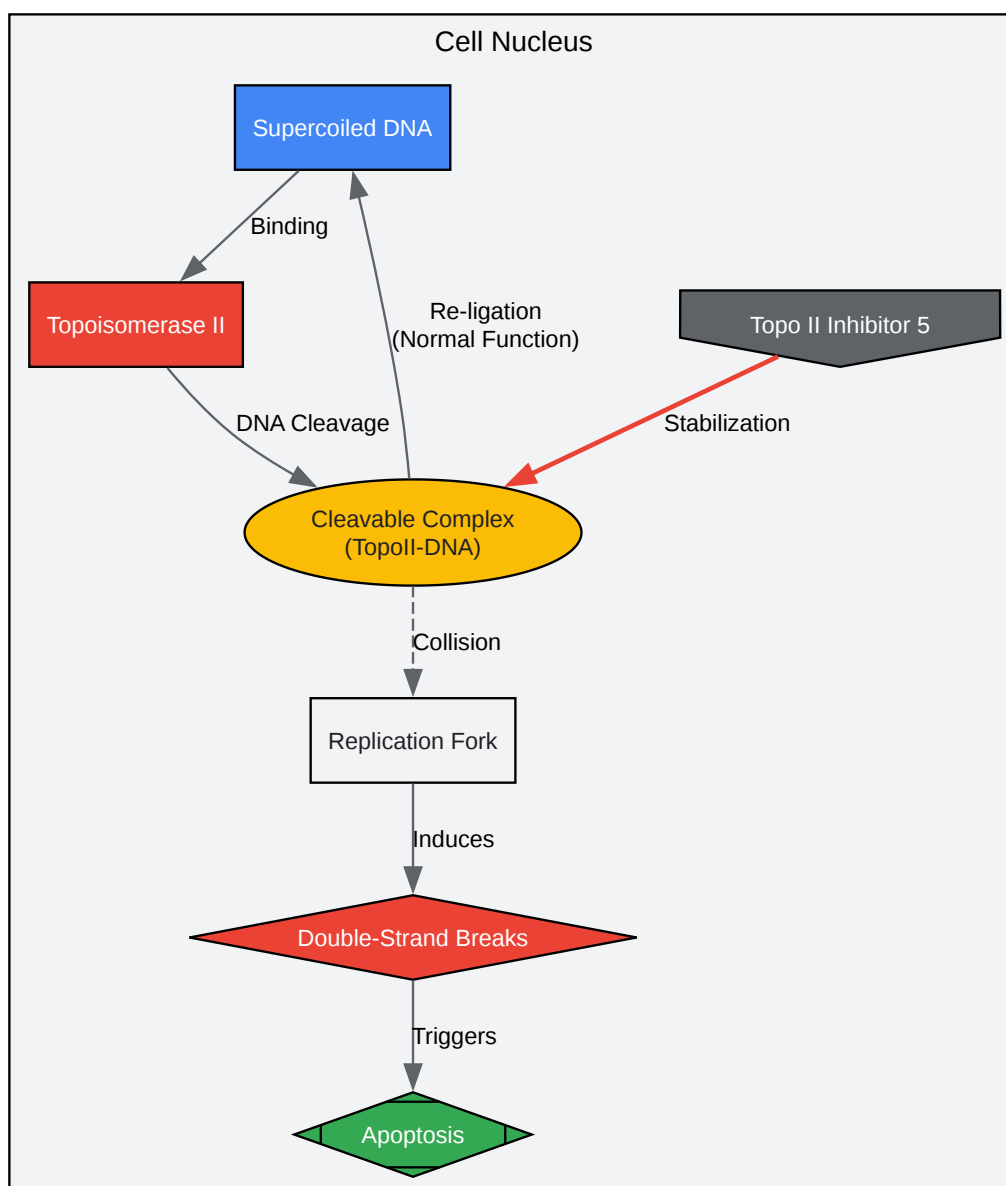 Cell Nucleus
Supercoiled DNA
Binding
Topoisomerase II
Re-ligation
(Normal Function)
Topo II Inhibitor 5
DNA Cleavage
Stabilization
Cleavable Complex
(TopoII-DNA)
Collision
Replication Fork
Induces
Double-Strand Breaks
Triggers
Apoptosis